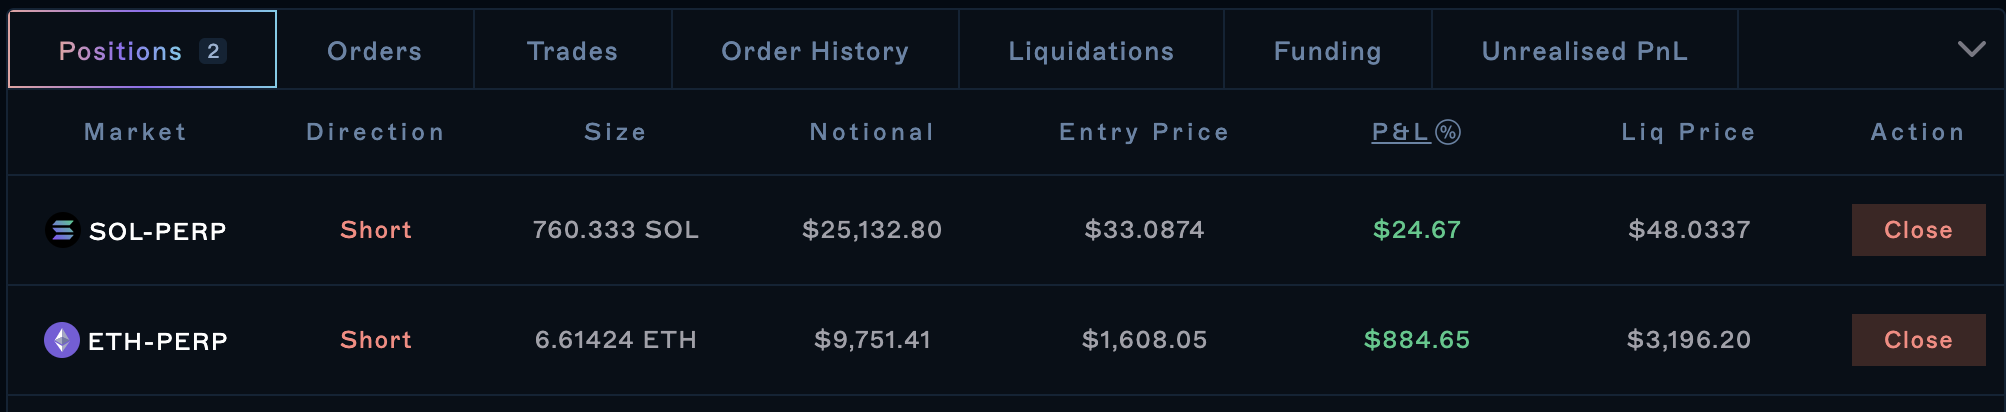 Positions 2 Orders Trades Order History Liquidations Funding Unrealised PnL
Market Direction Size Notional Entry Price P&L% Liq Price Action
SOL-PERP Short 760.333 SOL $25,132.80 $33.0874 $24.67 $48.0337 Close
ETH-PERP Short 6.61424 ETH $9,751.41 $1,608.05 $884.65 $3,196.20 Close